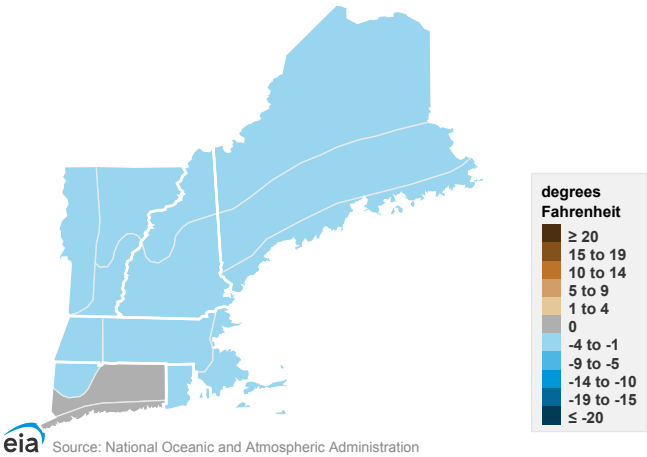 degrees
Fahrenheit
≥ 20
15 to 19
10 to 14
5 to 9
1 to 4
0
-4 to -1
-9 to -5
-14 to -10
-19 to -15
≤ -20
eia
Source: National Oceanic and Atmospheric Administration